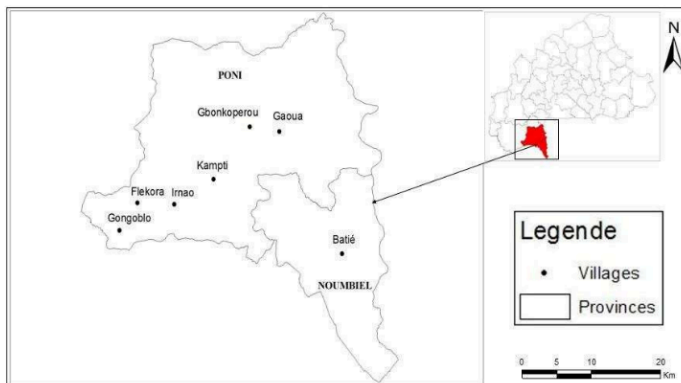 PONI
Gbonkoperou
Gaoua
Kampti
Flekora
Irnao
Gongoblo
Batié
NOUMBIEL
N
Legende
Villages
Provinces
0 5 10 20
Km